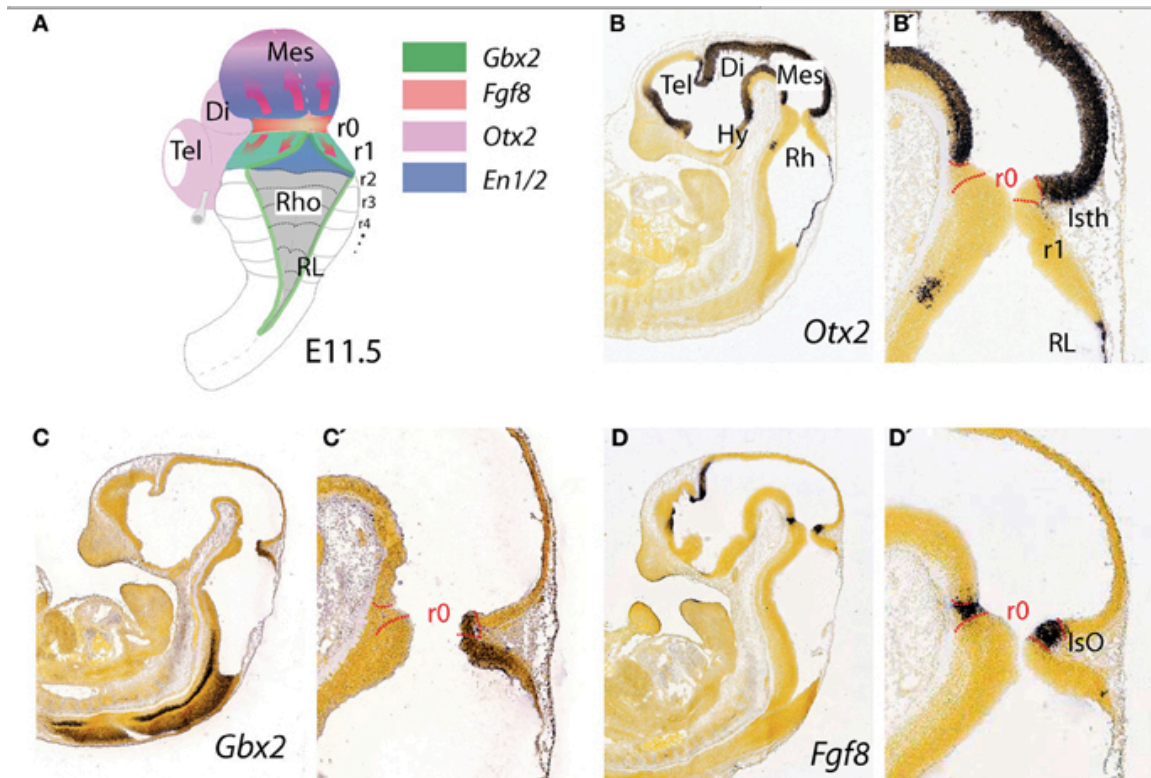 A
Mes
Di
Tel
r0
r1
r2
r3
r4
Rho
RL
E11.5
Gbx2
Fgf8
Otx2
En1/2
B
Tel
Di
Mes
Hy
Rh
Otx2
B´
r0
Isth
r1
RL
C
Gbx2
C´
r0
D
Fgf8
D´
r0
IsO